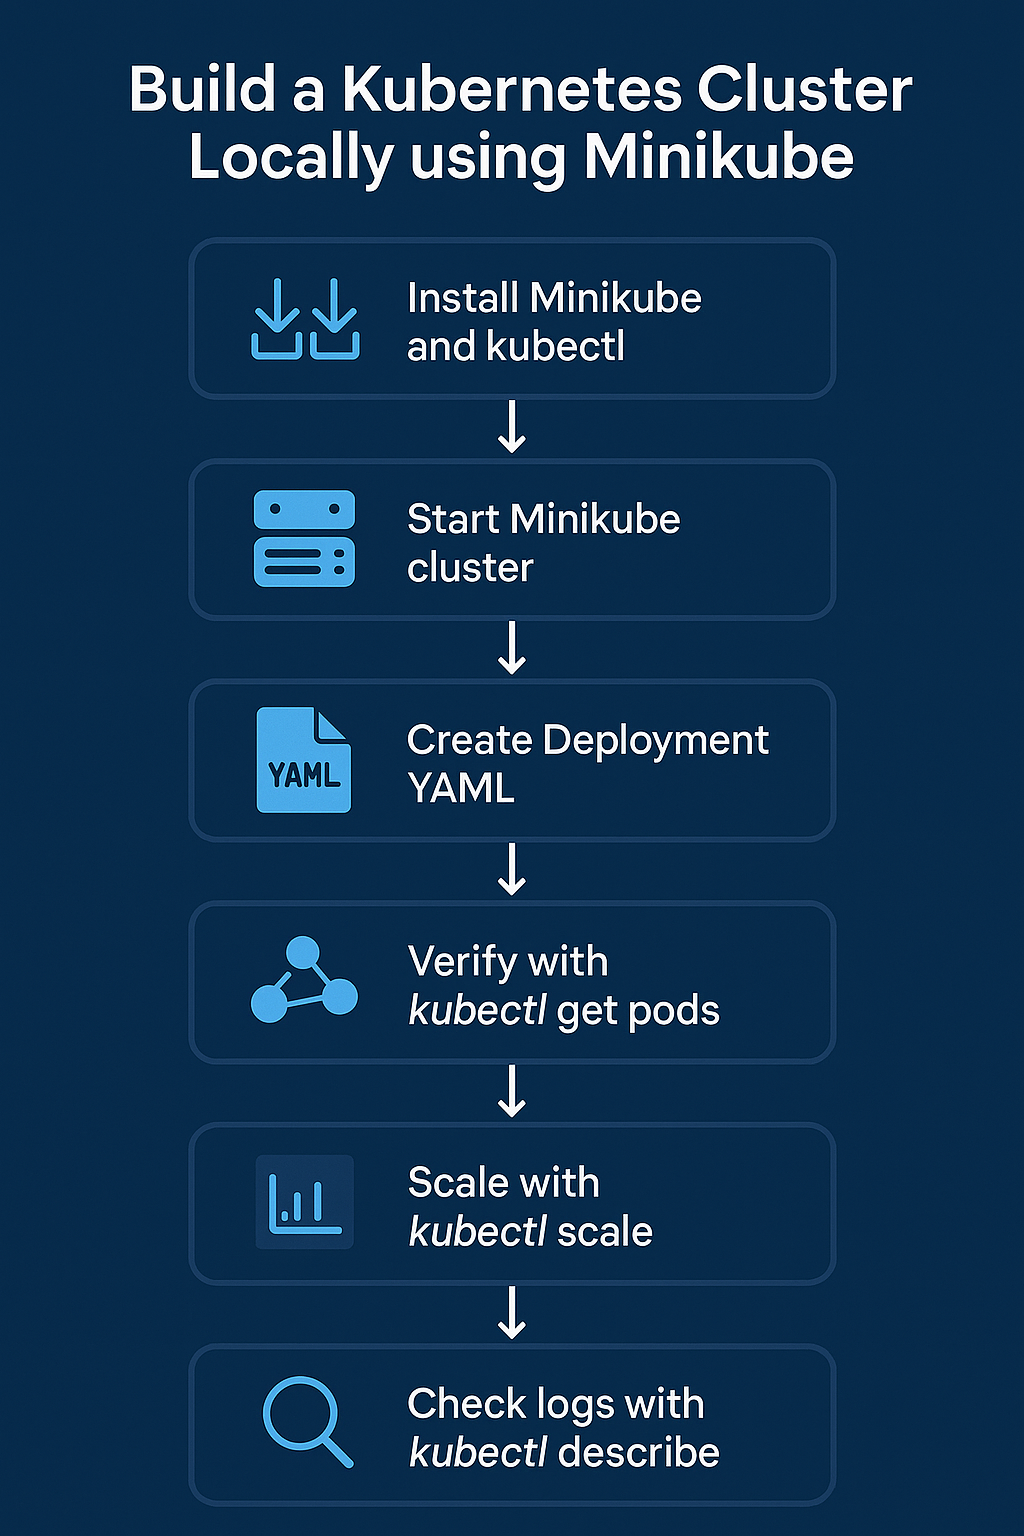 Build a Kubernetes Cluster
Locally using Minikube
Install Minikube
and kubectl
Start Minikube
cluster
YAML
Create Deployment
YAML
Verify with
kubectl get pods
Scale with
kubectl scale
Check logs with
kubectl describe